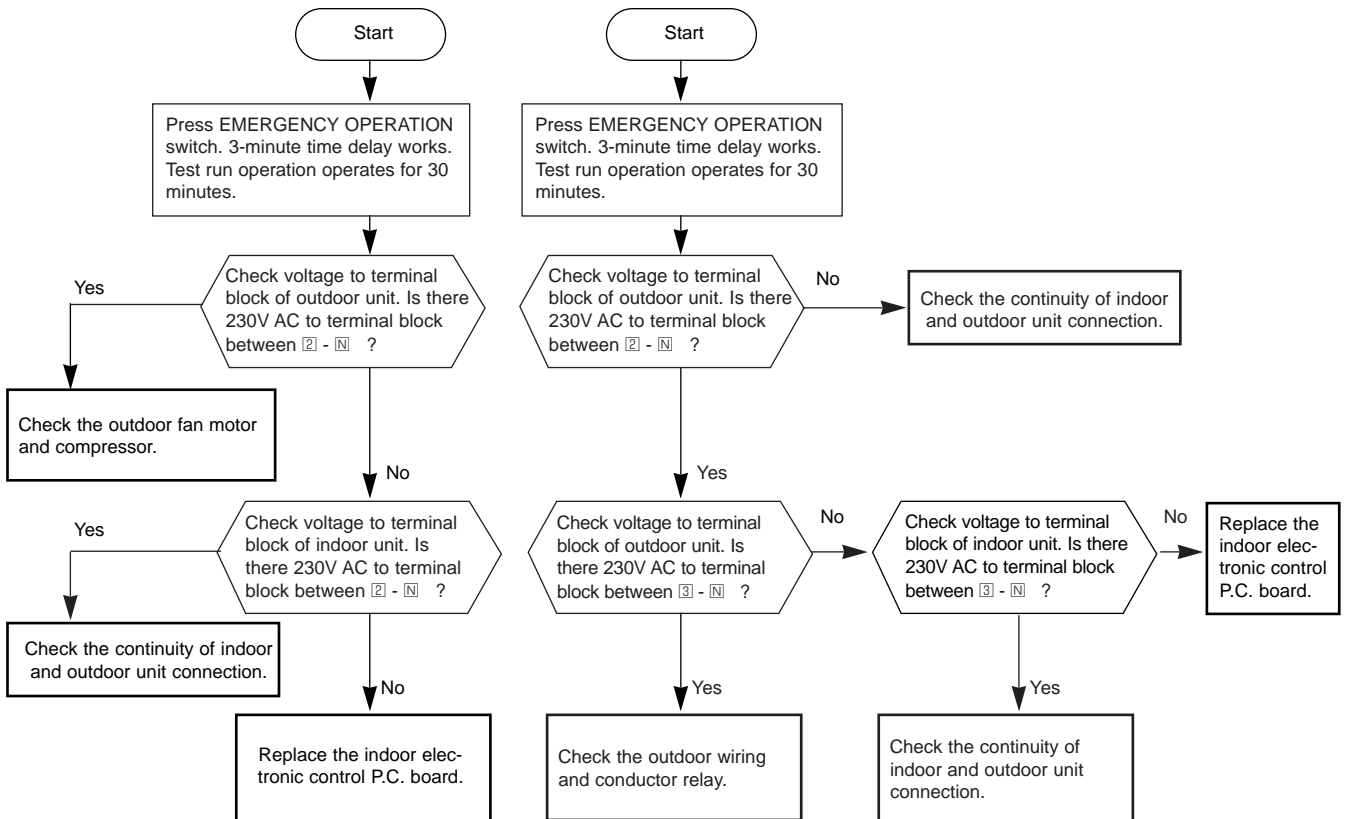 Start
Press EMERGENCY OPERATION
switch. 3-minute time delay works.
Test run operation operates for 30
minutes.
Check voltage to terminal
block of outdoor unit. Is there
230V AC to terminal block
between 2 - N ?
Yes
Check the outdoor fan motor
and compressor.
No
Check voltage to terminal
block of indoor unit. Is
there 230V AC to terminal
block between 2 - N ?
Yes
Check the continuity of indoor
and outdoor unit connection.
No
Replace the indoor elec-
tronic control P.C. board.
Start
Press EMERGENCY OPERATION
switch. 3-minute time delay works.
Test run operation operates for 30
minutes.
Check voltage to terminal
block of outdoor unit. Is there
230V AC to terminal block
between 2 - N ?
No
Check the continuity of indoor
and outdoor unit connection.
Yes
Check voltage to terminal
block of outdoor unit. Is
there 230V AC to terminal
block between 3 - N ?
No
Check voltage to terminal
block of indoor unit. Is there
230V AC to terminal block
between 3 - N ?
No
Replace the
indoor elec-
tronic control
P.C. board.
Yes
Check the outdoor wiring
and conductor relay.
Yes
Check the continuity of
indoor and outdoor unit
connection.